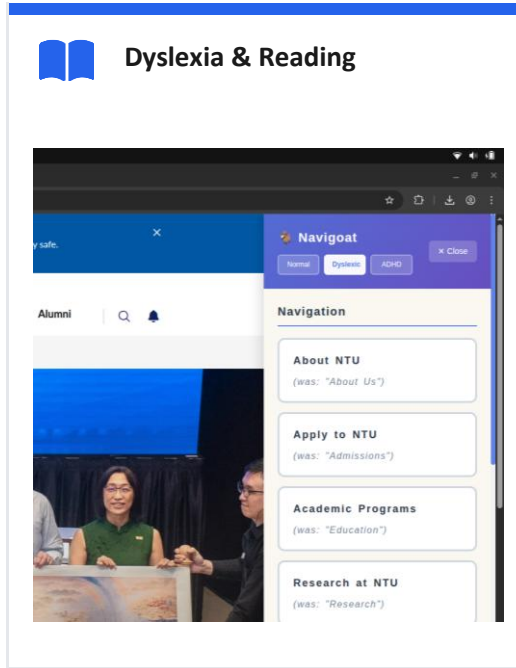 Dyslexia & Reading
y safe.
×
Navigoat
Normal Dyslexic ADHD
× Close
Alumni
Navigation
About NTU
(was: "About Us")
Apply to NTU
(was: "Admissions")
Academic Programs
(was: "Education")
Research at NTU
(was: "Research")